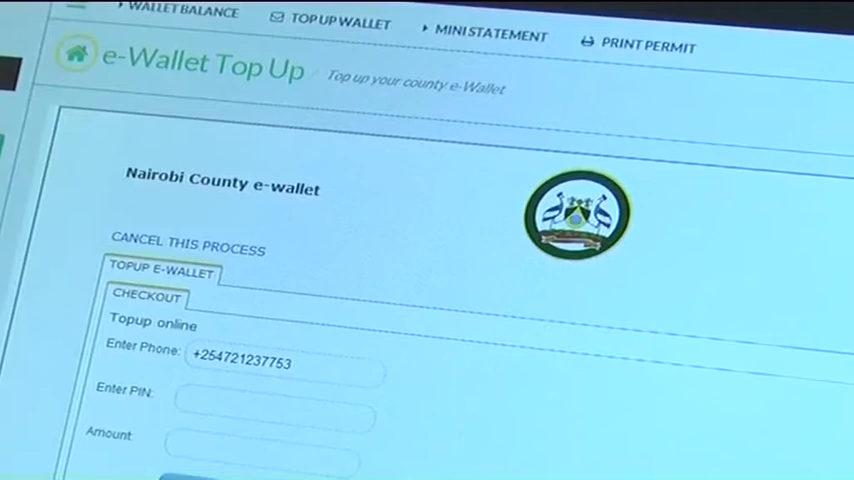 WALLET BALANCE TOP UP WALLET MINI STATEMENT PRINT PERMIT
e-Wallet Top Up / Top up your county e-Wallet
Nairobi County e-wallet
CANCEL THIS PROCESS
TOPUP E-WALLET
CHECKOUT
Topup online
Enter Phone: +254721237753
Enter PIN:
Amount